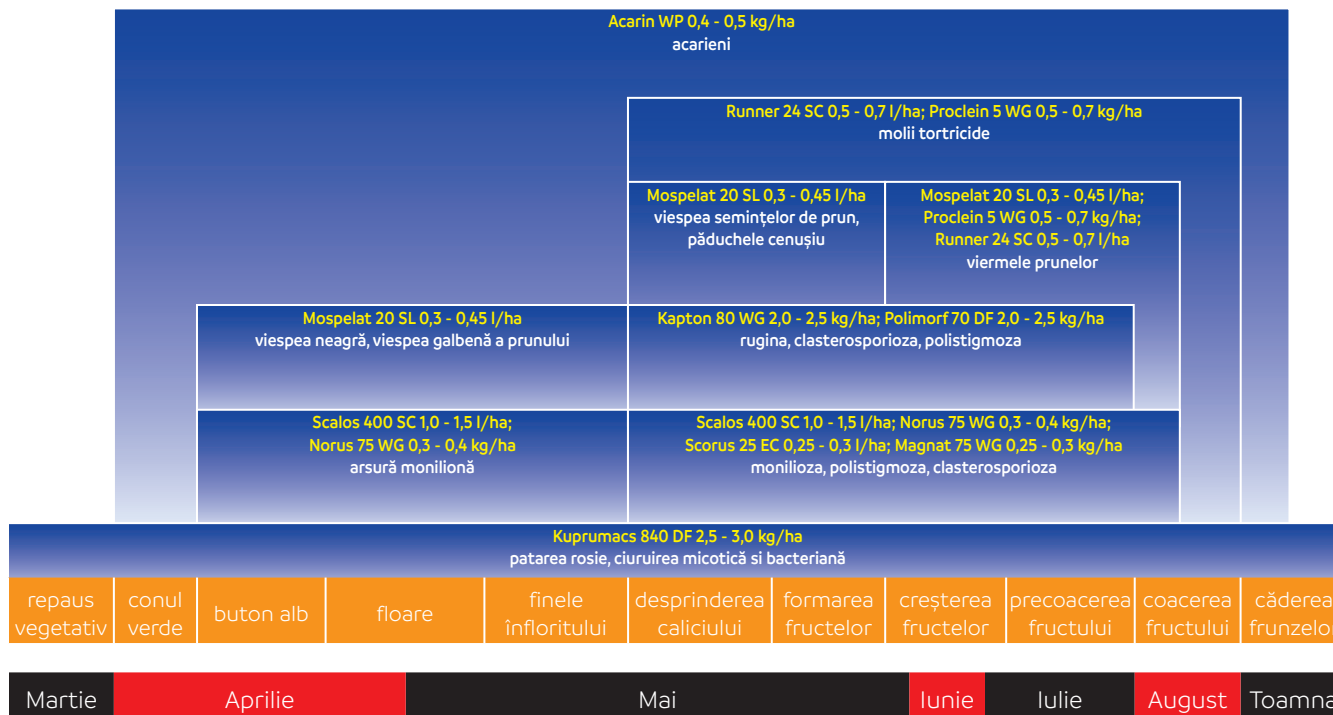 Acarin WP 0,4 - 0,5 kg/ha
acarieni
Runner 24 SC 0,5 - 0,7 l/ha; Proclein 5 WG 0,5 - 0,7 kg/ha
molii tortricide
Mospelat 20 SL 0,3 - 0,45 l/ha
viespea semințelor de prun,
păduchele cenușiu
Mospelat 20 SL 0,3 - 0,45 l/ha;
Proclein 5 WG 0,5 - 0,7 kg/ha;
Runner 24 SC 0,5 - 0,7 l/ha
viermele prunelor
Mospelat 20 SL 0,3 - 0,45 l/ha
viespea neagră, viespea galbenă a prunului
Kapton 80 WG 2,0 - 2,5 kg/ha; Polimorf 70 DF 2,0 - 2,5 kg/ha
rugina, clasterosporioza, polistigmoza
Scalos 400 SC 1,0 - 1,5 l/ha;
Norus 75 WG 0,3 - 0,4 kg/ha
arsură monilionă
Scalos 400 SC 1,0 - 1,5 l/ha; Norus 75 WG 0,3 - 0,4 kg/ha;
Scorus 25 EC 0,25 - 0,3 l/ha; Magnat 75 WG 0,25 - 0,3 kg/ha
monilioza, polistigmoza, clasterosporioza
Kuprumacs 840 DF 2,5 - 3,0 kg/ha
patarea rosie, ciuruirea micotică si bacteriană
repaus
vegetativ
conul
verde
buton alb
floare
finele
înfloritului
desprinderea
caliciului
formarea
fructelor
creșterea
fructelor
precoacerea
fructului
coacerea
fructului
căderea
frunzelor
Martie
Aprilie
Mai
Iunie
Iulie
August
Toamna